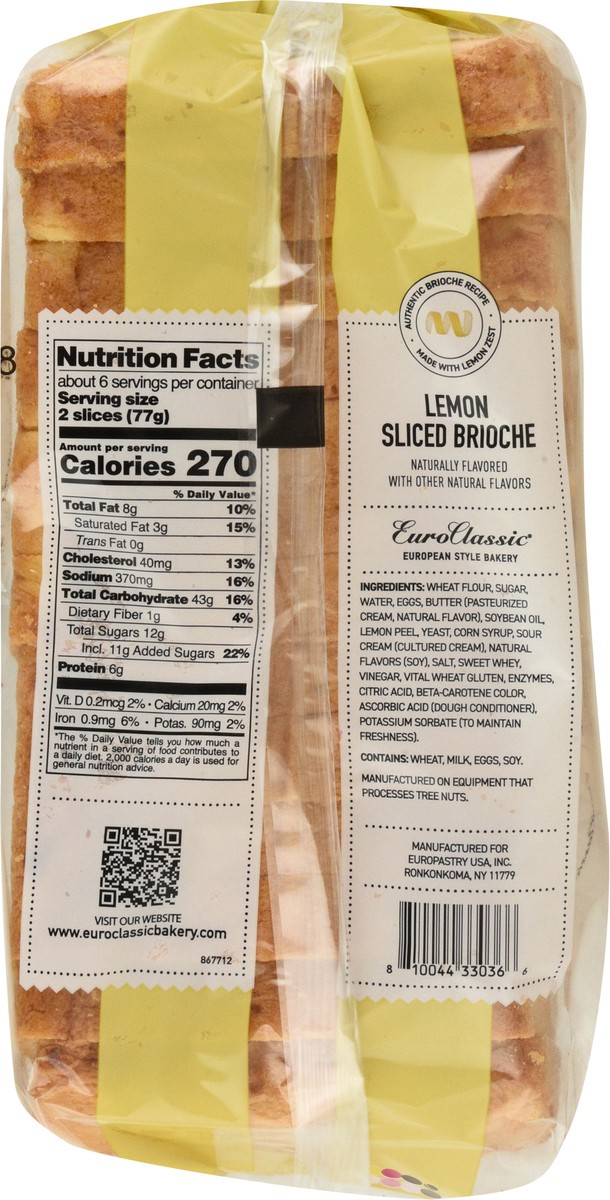 8
Nutrition Facts
about 6 servings per container
Serving size
2 slices (77g)
Amount per serving
Calories 270
% Daily Value*
Total Fat 8g 10%
Saturated Fat 3g 15%
Trans Fat 0g
Cholesterol 40mg 13%
Sodium 370mg 16%
Total Carbohydrate 43g 16%
Dietary Fiber 1g 4%
Total Sugars 12g
Incl. 11g Added Sugars 22%
Protein 6g
Vit. D 0.2mcg 2% • Calcium 20mg 2%
Iron 0.9mg 6% • Potas. 90mg 2%
*The % Daily Value tells you how much a
nutrient in a serving of food contributes to
a daily diet. 2,000 calories a day is used for
general nutrition advice.
VISIT OUR WEBSITE
www.euroclassicbakery.com
867712
AUTHENTIC BRIOCHE RECIPE
• MADE WITH LEMON ZEST
LEMON
SLICED BRIOCHE
NATURALLY FLAVORED
WITH OTHER NATURAL FLAVORS
EuroClassic
EUROPEAN STYLE BAKERY
INGREDIENTS: WHEAT FLOUR, SUGAR,
WATER, EGGS, BUTTER (PASTEURIZED
CREAM, NATURAL FLAVOR), SOYBEAN OIL,
LEMON PEEL, YEAST, CORN SYRUP, SOUR
CREAM (CULTURED CREAM), NATURAL
FLAVORS (SOY), SALT, SWEET WHEY,
VINEGAR, VITAL WHEAT GLUTEN, ENZYMES,
CITRIC ACID, BETA-CAROTENE COLOR,
ASCORBIC ACID (DOUGH CONDITIONER),
POTASSIUM SORBATE (TO MAINTAIN
FRESHNESS).
CONTAINS: WHEAT, MILK, EGGS, SOY.
MANUFACTURED ON EQUIPMENT THAT
PROCESSES TREE NUTS.
MANUFACTURED FOR
EUROPASTRY USA, INC.
RONKONKOMA, NY 11779
8 10044 33036 6